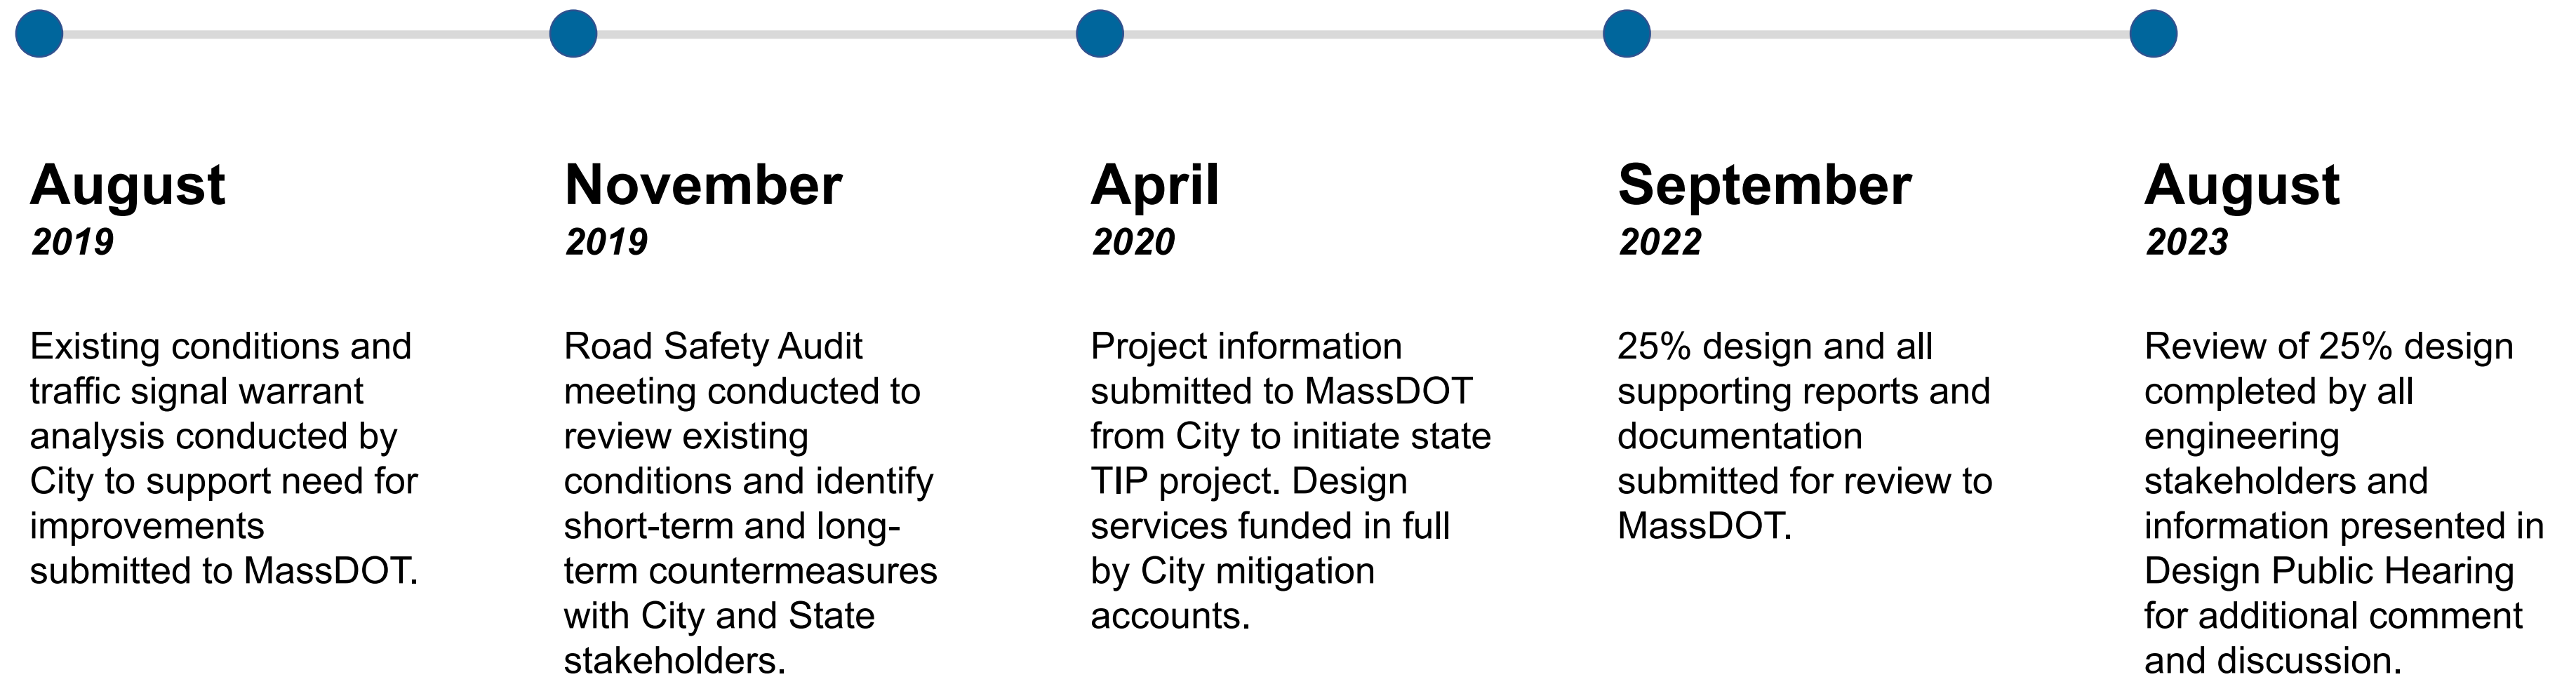 August
2019
Existing conditions and
traffic signal warrant
analysis conducted by
City to support need for
improvements
submitted to MassDOT.
November
2019
Road Safety Audit
meeting conducted to
review existing
conditions and identify
short-term and long-
term countermeasures
with City and State
stakeholders.
April
2020
Project information
submitted to MassDOT
from City to initiate state
TIP project. Design
services funded in full
by City mitigation
accounts.
September
2022
25% design and all
supporting reports and
documentation
submitted for review to
MassDOT.
August
2023
Review of 25% design
completed by all
engineering
stakeholders and
information presented in
Design Public Hearing
for additional comment
and discussion.